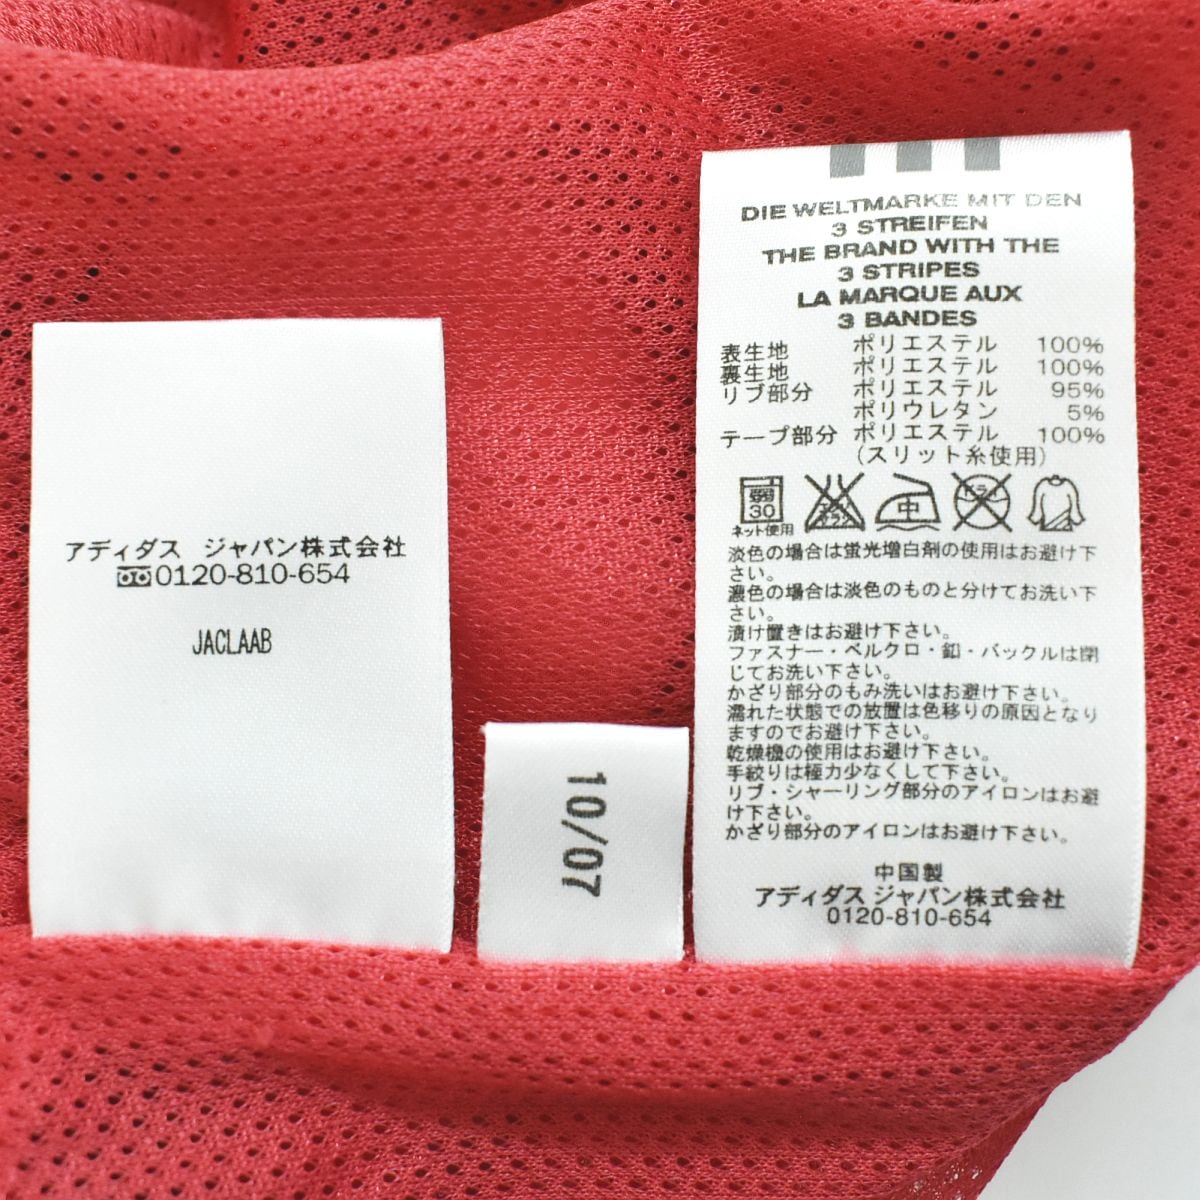 アディダス ジャパン株式会社
0120-810-654
JACLAAB
10/07
DIE WELTMARKE MIT DEN
3 STREIFEN
THE BRAND WITH THE
3 STRIPES
LA MARQUE AUX
3 BANDES
表生地 ポリエステル 100%
裏生地 ポリエステル 100%
リブ部分 ポリエステル 95%
ポリウレタン 5%
テープ部分 ポリエステル 100%
(スリット糸使用)
弱 30 中
ネット使用
淡色の場合は蛍光増白剤の使用はお避け下
さい。
濃色の場合は淡色のものと分けてお洗い下
さい。
漬け置きはお避け下さい。
ファスナー・ベルクロ・釦・バックルは閉
じてお洗い下さい。
かざり部分のもみ洗いはお避け下さい。
濡れた状態での放置は色移りの原因となり
ますのでお避け下さい。
乾燥機の使用はお避け下さい。
手絞りは極力少なくして下さい。
リブ・シャーリング部分のアイロンはお避
け下さい。
かざり部分のアイロンはお避け下さい。
中国製
アディダス ジャパン株式会社
0120-810-654